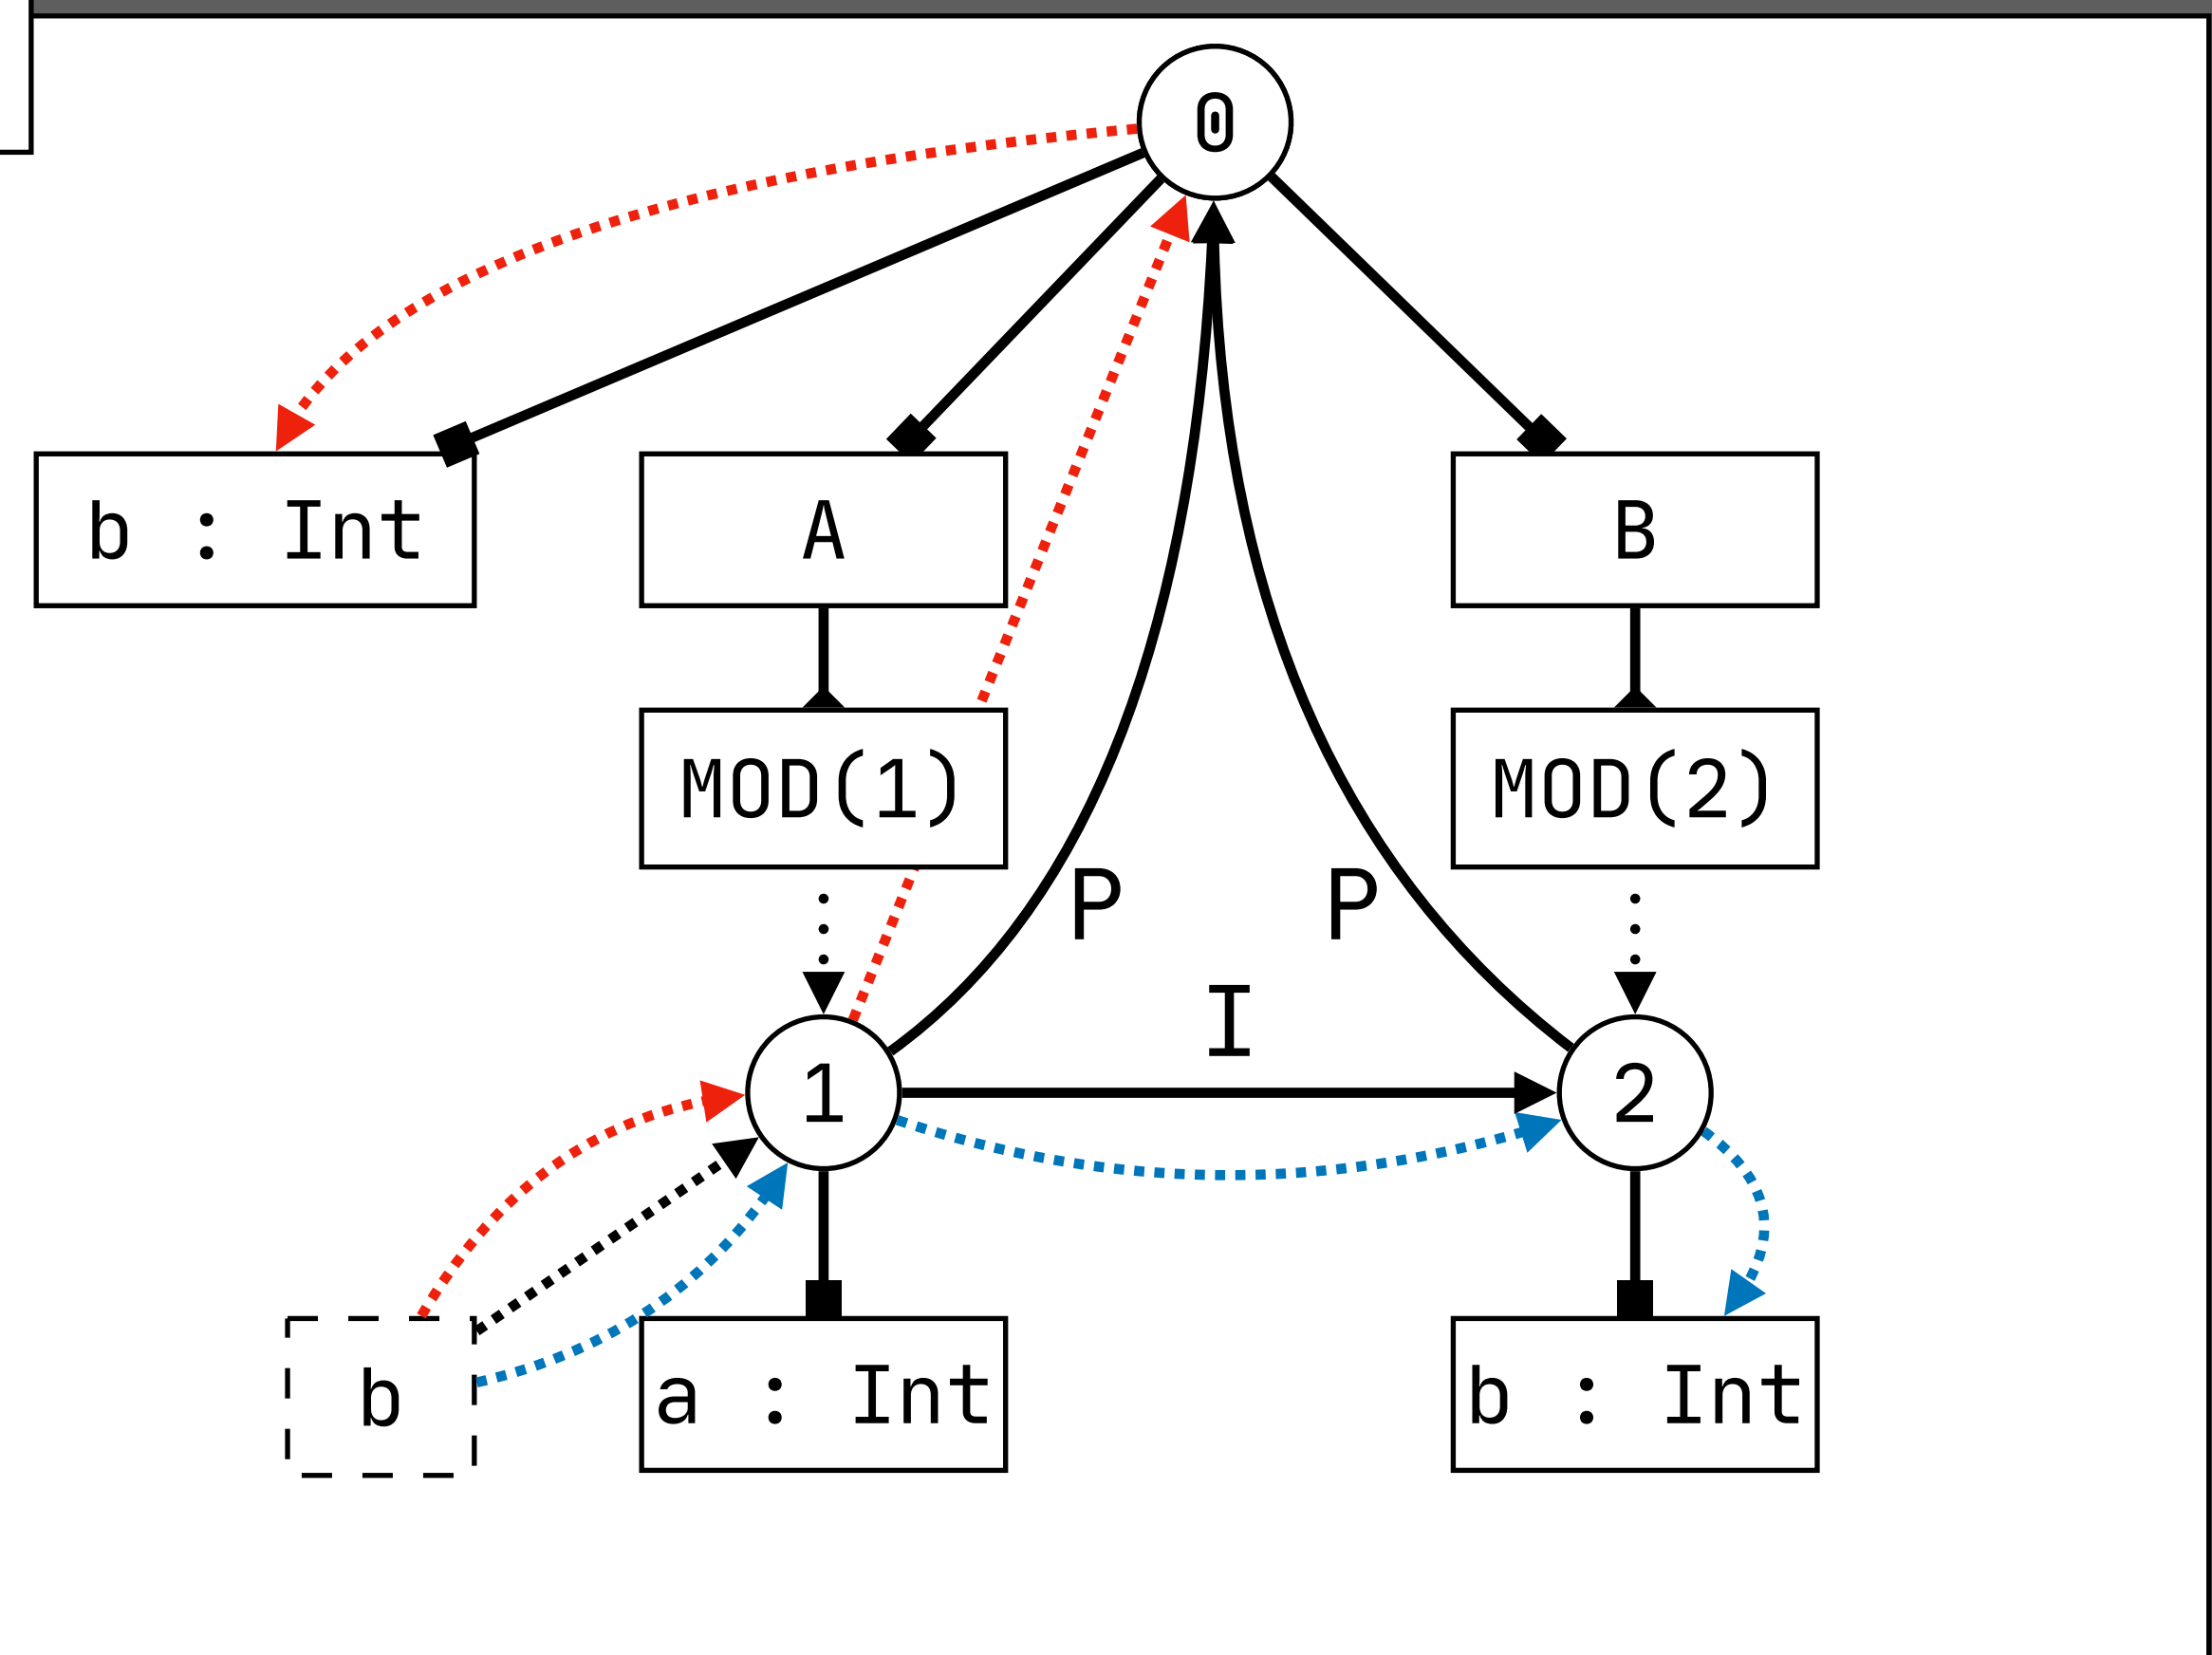 0
b : Int
A
B
MOD(1)
MOD(2)
P
P
I
1
2
b
a : Int
b : Int